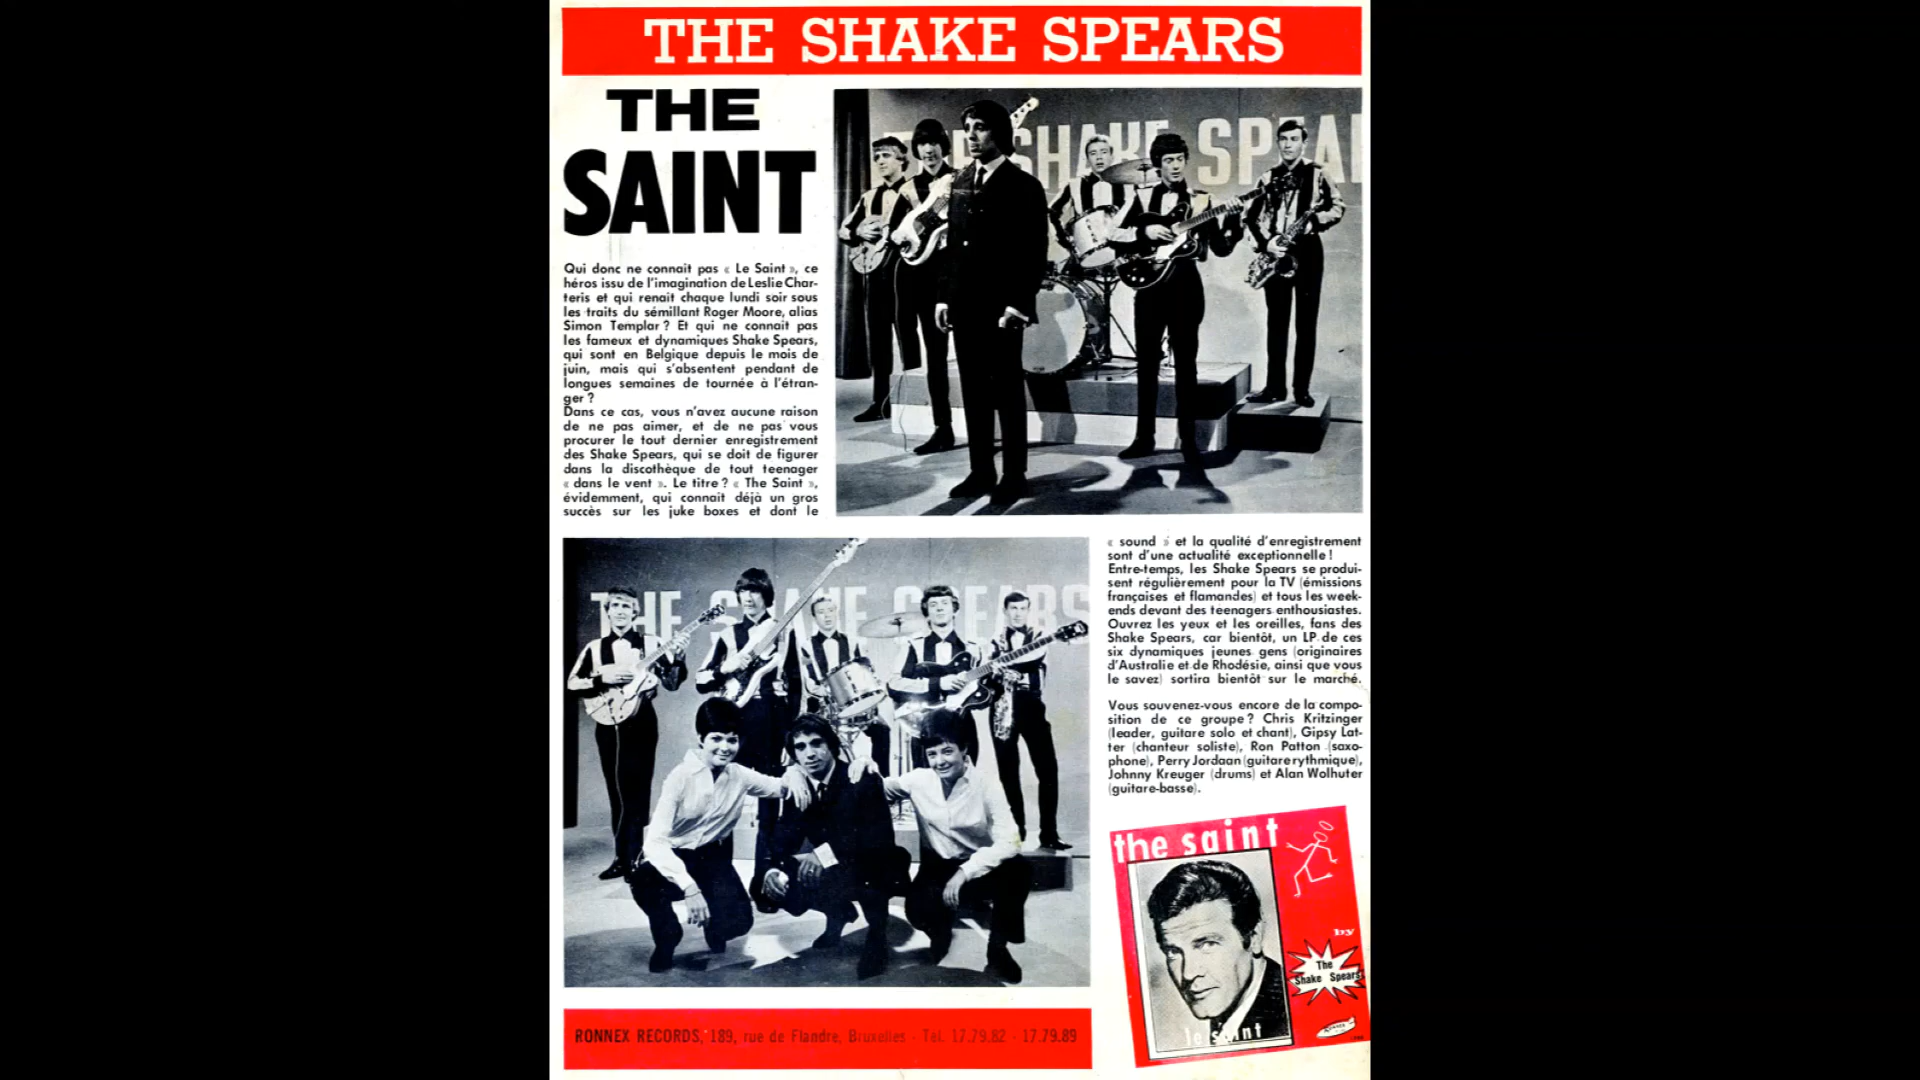 THE SHAKE SPEARS
THE
SAINT
THE SHAKE SPEA
Qui donc ne connait pas « Le Saint », ce
héros issu de l'imagination de Leslie Char-
teris et qui renait chaque lundi soir sous
les traits du sémillant Roger Moore, alias
Simon Templar ? Et qui ne connait pas
les fameux et dynamiques Shake Spears,
qui sont en Belgique depuis le mois de
juin, mais qui s'absentent pendant de
longues semaines de tournée à l'étran-
ger ?
Dans ce cas, vous n'avez aucune raison
de ne pas aimer, et de ne pas vous
procurer le tout dernier enregistrement
des Shake Spears, qui se doit de figurer
dans la discothèque de tout teenager
« dans le vent ». Le titre ? « The Saint »,
évidemment, qui connait déjà un gros
succès sur les juke boxes et dont le
THE SHAKE SPEARS
« sound » et la qualité d'enregistrement
sont d'une actualité exceptionnelle !
Entre-temps, les Shake Spears se produi-
sent régulièrement pour la TV (émissions
françaises et flamandes) et tous les week-
ends devant des teenagers enthousiastes.
Ouvrez les yeux et les oreilles, fans des
Shake Spears, car bientôt, un LP de ces
six dynamiques jeunes gens (originaires
d'Australie et de Rhodésie, ainsi que vous
le savez) sortira bientôt sur le marché.
Vous souvenez-vous encore de la compo-
sition de ce groupe ? Chris Kritzinger
(leader, guitare solo et chant), Gipsy Lat-
ter (chanteur soliste), Ron Patton (saxo-
phone), Perry Jordaan (guitare rythmique),
Johnny Kreuger (drums) et Alan Wolhuter
(guitare-basse).
the saint
by
The
Shake Spears
le saint
RONNEX RECORDS, 189, rue de Flandre, Bruxelles - Tél. 17.79.82 - 17.79.89